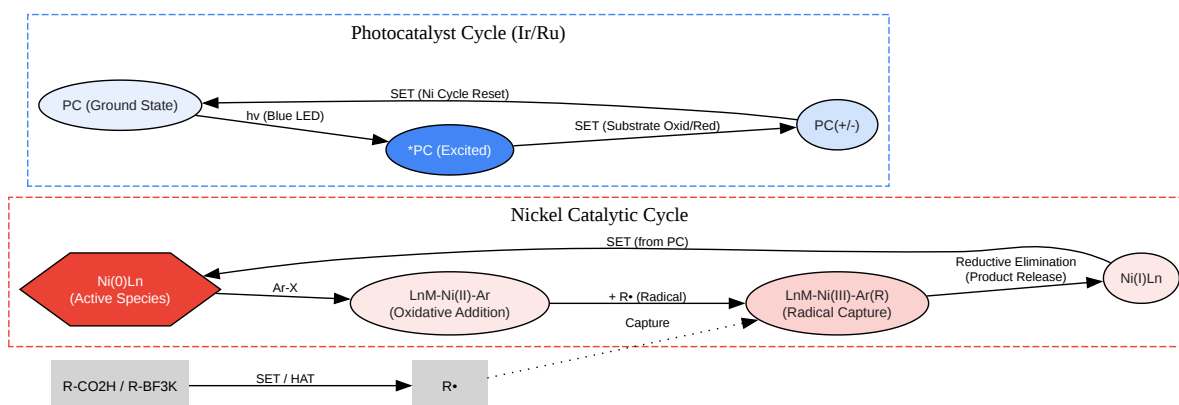 Photocatalyst Cycle (Ir/Ru)
SET (Ni Cycle Reset)
PC (Ground State)
hv (Blue LED)
SET (Substrate Oxid/Red)
PC(+/-)
*PC (Excited)
Nickel Catalytic Cycle
SET (from PC)
Ni(0)Ln
(Active Species)
Ar-X
LnM-Ni(II)-Ar
(Oxidative Addition)
+ R• (Radical)
LnM-Ni(III)-Ar(R)
(Radical Capture)
Reductive Elimination
(Product Release)
Ni(I)Ln
Capture
R-CO2H / R-BF3K
SET / HAT
R•